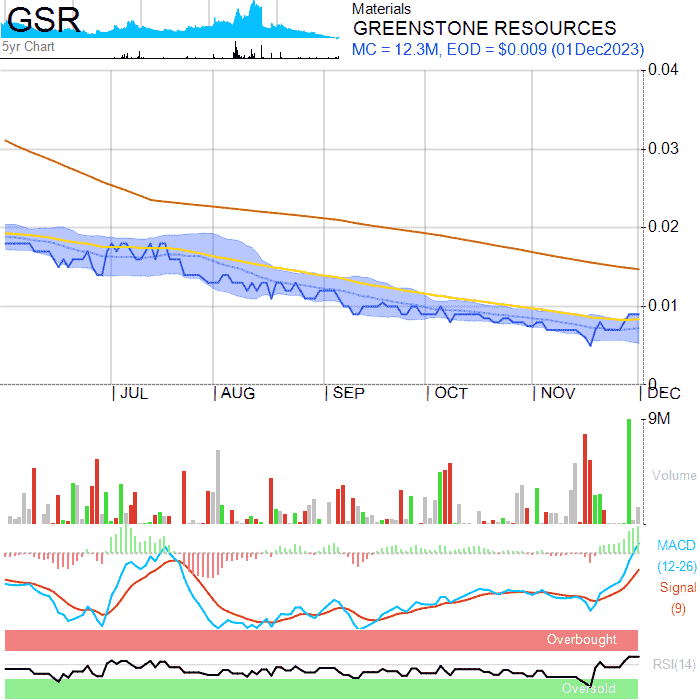 GSR
5yr Chart
Materials
GREENSTONE RESOURCES
MC = 12.3M, EOD = $0.009 (01Dec2023)
0.04
0.03
0.02
0.01
0
JUL AUG SEP OCT NOV DEC
9M
Volume
MACD
(12-26)
Signal
(9)
Overbought
RSI(14)
Oversold